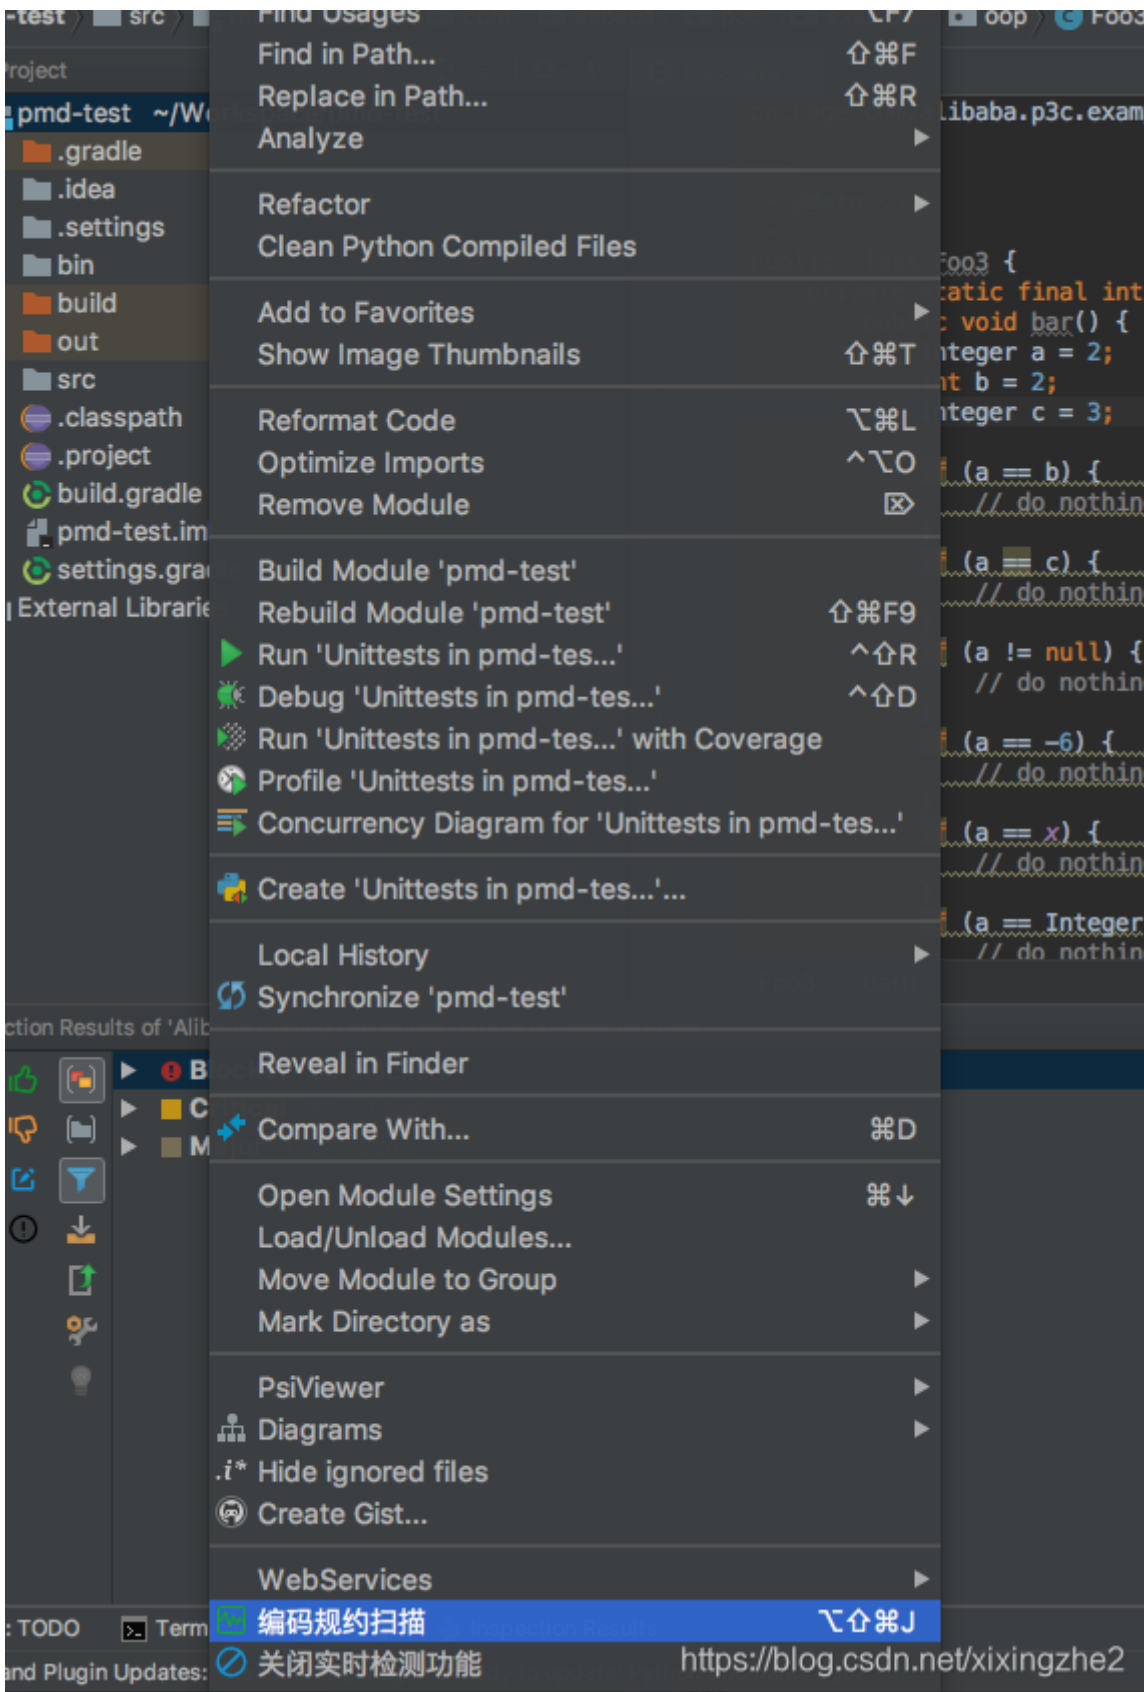 -test src oop Foo3
Find Usages ⌥F7
Find in Path... ⇧⌘F
Replace in Path... ⇧⌘R
Analyze
Refactor
Clean Python Compiled Files
Add to Favorites
Show Image Thumbnails ⇧⌘T
Reformat Code ⌥⌘L
Optimize Imports ^⌥O
Remove Module ⌦
Build Module 'pmd-test'
Rebuild Module 'pmd-test' ⇧⌘F9
Run 'Unittests in pmd-tes...' ^⇧R
Debug 'Unittests in pmd-tes...' ^⇧D
Run 'Unittests in pmd-tes...' with Coverage
Profile 'Unittests in pmd-tes...'
Concurrency Diagram for 'Unittests in pmd-tes...'
Create 'Unittests in pmd-tes...'...
Local History
Synchronize 'pmd-test'
Reveal in Finder
Compare With... ⌘D
Open Module Settings ⌘↓
Load/Unload Modules...
Move Module to Group
Mark Directory as
PsiViewer
Diagrams
.i* Hide ignored files
Create Gist...
WebServices
编码规约扫描 ⌥⇧⌘J
关闭实时检测功能
roject
pmd-test ~/W
.gradle
.idea
.settings
bin
build
out
src
.classpath
.project
build.gradle
pmd-test.im
settings.gra
External Librarie
libaba.p3c.exam
Foo3 {
tatic final int
c void bar() {
nteger a = 2;
nt b = 2;
nteger c = 3;
(a == b) {
// do nothin
(a == c) {
// do nothin
(a != null) {
// do nothin
(a == -6) {
// do nothin
(a == x) {
// do nothin
(a == Integer
// do nothin
ction Results of 'Alib
B
C
M
: TODO Term
and Plugin Updates:
https://blog.csdn.net/xixingzhe2